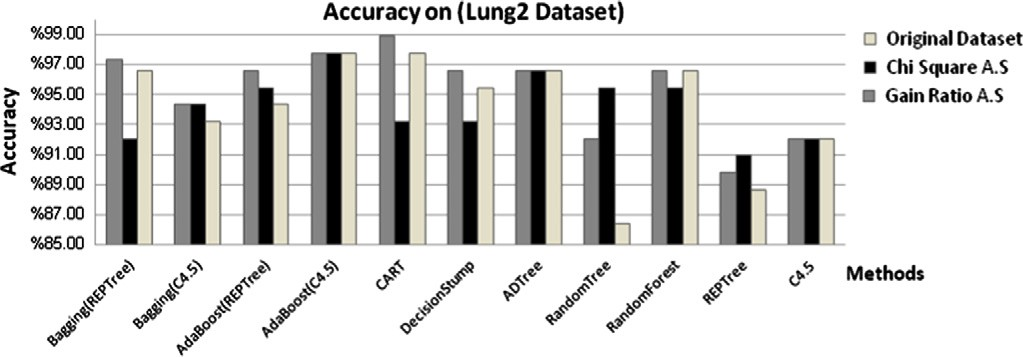 Accuracy on (Lung2 Dataset)
%99.00
%97.00
%95.00
%93.00
%91.00
%89.00
%87.00
%85.00
Accuracy
Bagging(REPTree)
Bagging(C4.5)
AdaBoost(REPTree)
AdaBoost(C4.5)
CART
DecisionStump
ADTree
RandomTree
RandomForest
REPTree
C4.5
Methods
Original Dataset
Chi Square A.S
Gain Ratio A.S